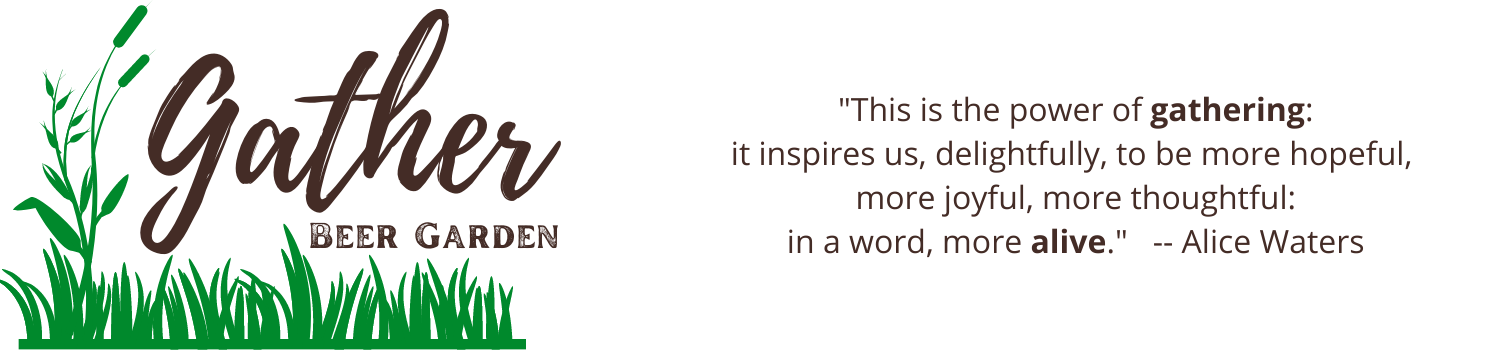 Gather
BEER GARDEN
"This is the power of gathering:
it inspires us, delightfully, to be more hopeful,
more joyful, more thoughtful:
in a word, more alive."   -- Alice Waters